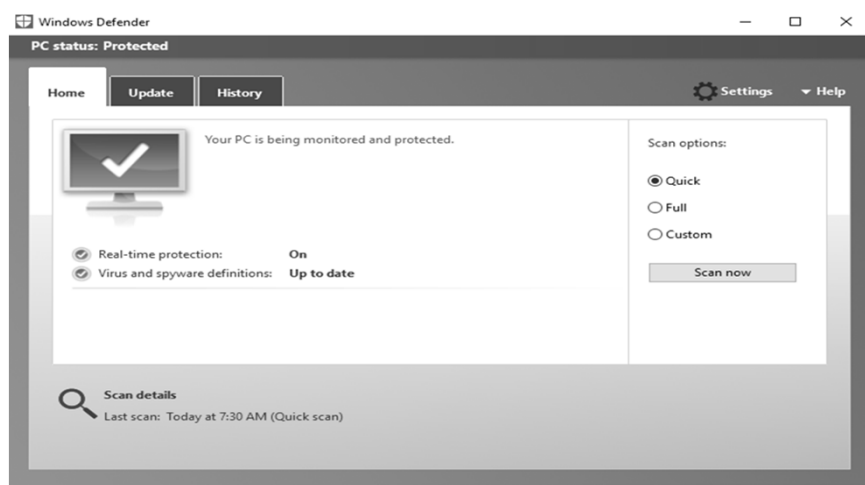 Windows Defender
PC status: Protected
Home Update History Settings Help
Your PC is being monitored and protected.
Real-time protection: On
Virus and spyware definitions: Up to date
Scan options:
Quick
Full
Custom
Scan now
Scan details
Last scan: Today at 7:30 AM (Quick scan)